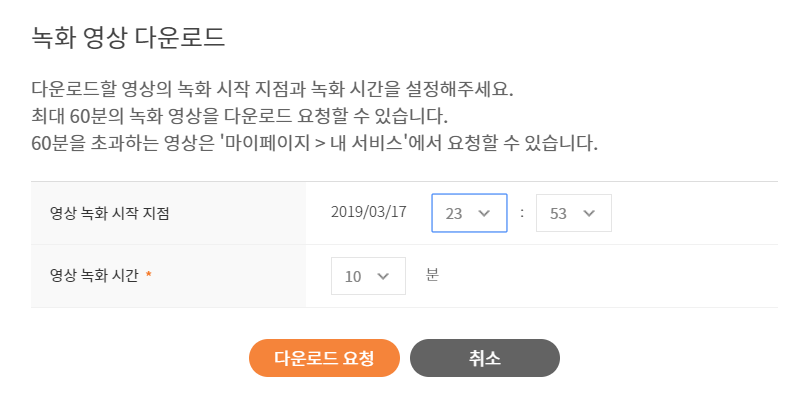 녹화 영상 다운로드
다운로드할 영상의 녹화 시작 지점과 녹화 시간을 설정해주세요.
최대 60분의 녹화 영상을 다운로드 요청할 수 있습니다.
60분을 초과하는 영상은 '마이페이지 > 내 서비스'에서 요청할 수 있습니다.
영상 녹화 시작 지점 2019/03/17 23 : 53
영상 녹화 시간 * 10 분
다운로드 요청 취소